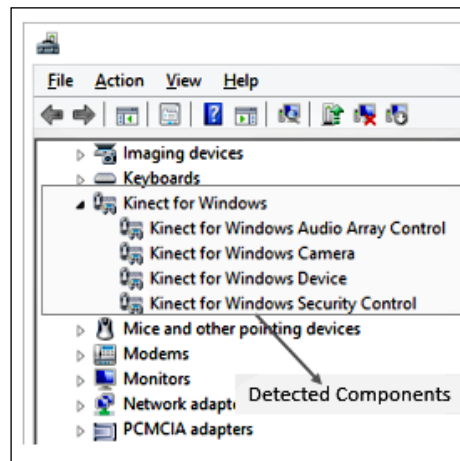 File Action View Help
Imaging devices
Keyboards
Kinect for Windows
Kinect for Windows Audio Array Control
Kinect for Windows Camera
Kinect for Windows Device
Kinect for Windows Security Control
Mice and other pointing devices
Modems
Monitors
Network adapte
Detected Components
PCMCIA adapters